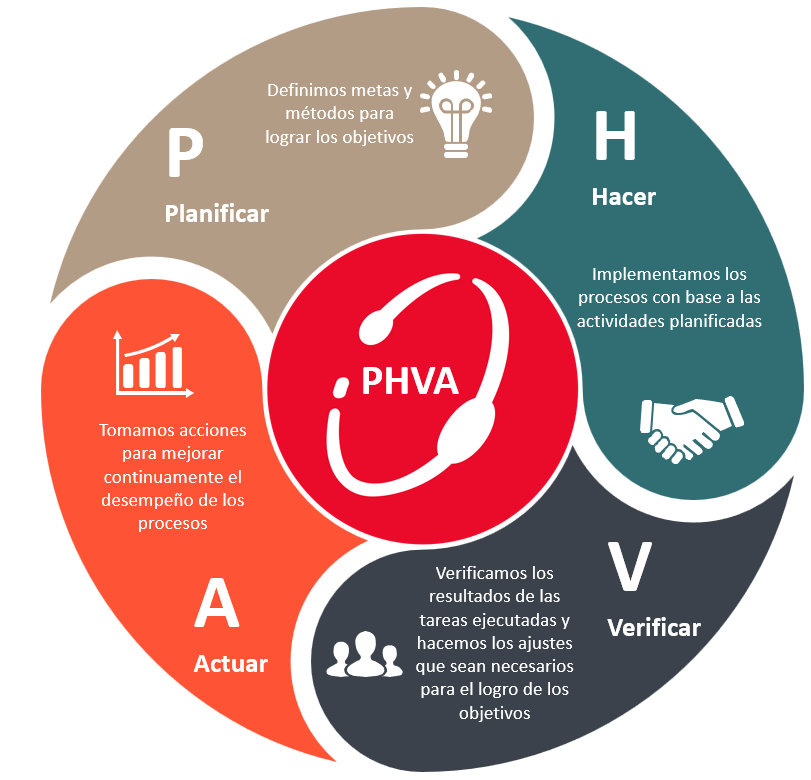 P
Planificar
Definimos metas y
métodos para
lograr los objetivos
H
Hacer
Implementamos los
procesos con base a las
actividades planificadas
PHVA
V
Verificar
Verificamos los
resultados de las
tareas ejecutadas y
hacemos los ajustes
que sean necesarios
para el logro de los
objetivos
A
Actuar
Tomamos acciones
para mejorar
continuamente el
desempeño de los
procesos